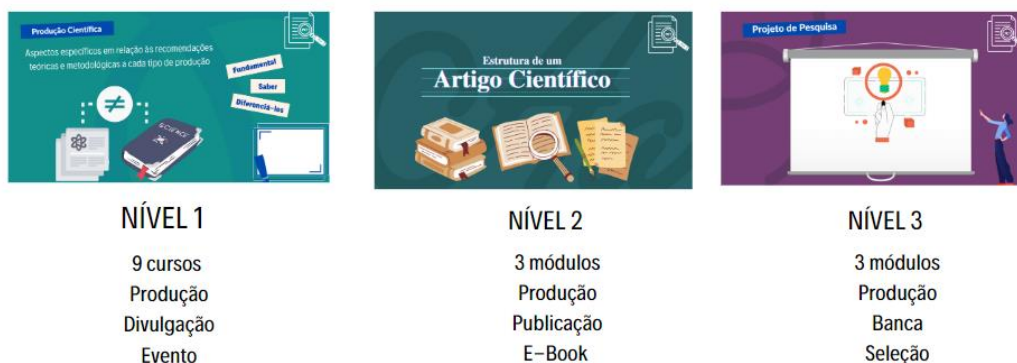 Produção Científica
Aspectos específicos em relação às recomendações
teóricas e metodológicas a cada tipo de produção
Fundamental
Saber
Diferenciá-los
SCIENCE
Estrutura de um
Artigo Científico
Projeto de Pesquisa
NÍVEL 1
9 cursos
Produção
Divulgação
Evento
NÍVEL 2
3 módulos
Produção
Publicação
E-Book
NÍVEL 3
3 módulos
Produção
Banca
Seleção